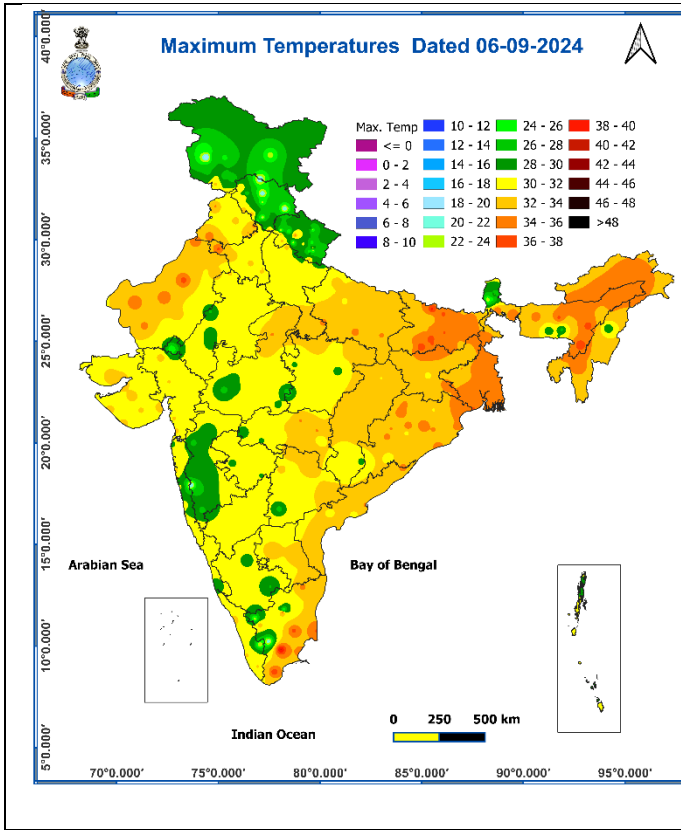 Maximum Temperatures Dated 06-09-2024
Max. Temp
<= 0
0 - 2
2 - 4
4 - 6
6 - 8
8 - 10
10 - 12
12 - 14
14 - 16
16 - 18
18 - 20
20 - 22
22 - 24
24 - 26
26 - 28
28 - 30
30 - 32
32 - 34
34 - 36
36 - 38
38 - 40
40 - 42
42 - 44
44 - 46
46 - 48
>48
40°0.000'
35°0.000'
30°0.000'
25°0.000'
20°0.000'
15°0.000'
10°0.000'
5°0.000'
Arabian Sea
Bay of Bengal
Indian Ocean
0 250 500 km
70°0.000' 75°0.000' 80°0.000' 85°0.000' 90°0.000' 95°0.000'